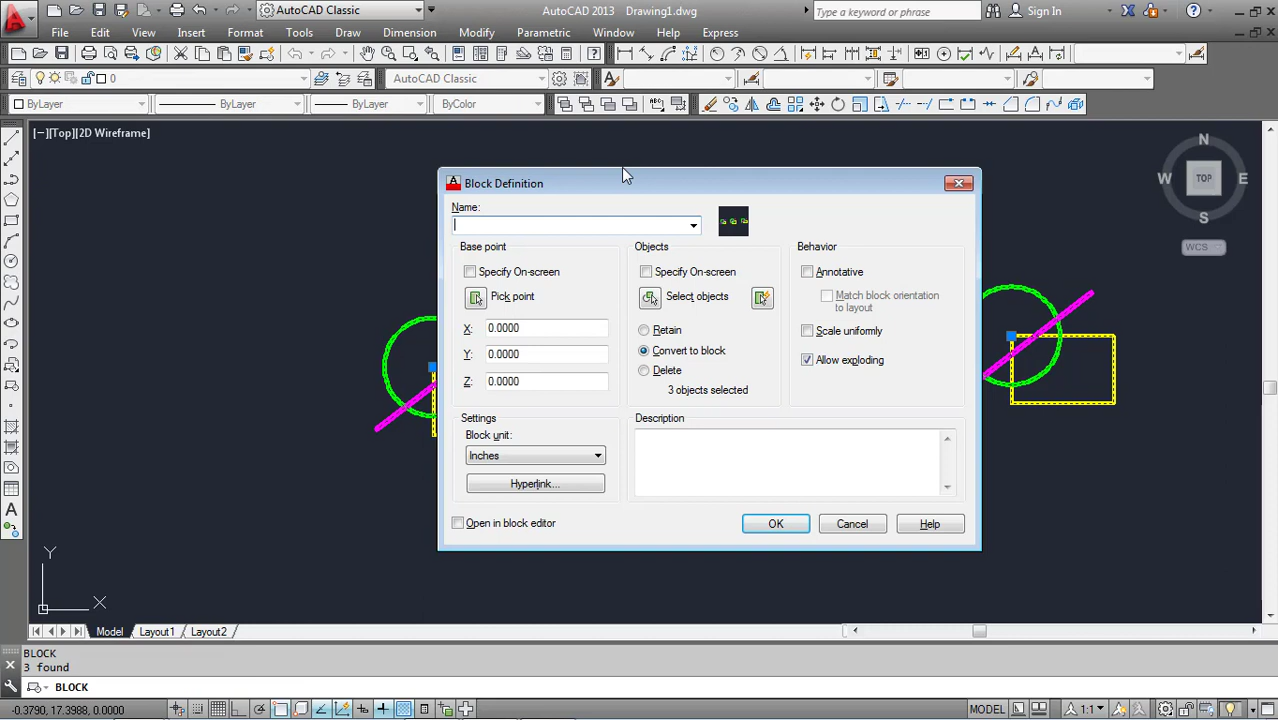 AutoCAD Classic
AutoCAD 2013 Drawing1.dwg
Type a keyword or phrase
Sign In
File Edit View Insert Format Tools Draw Dimension Modify Parametric Window Help Express
0
AutoCAD Classic
ByLayer
ByLayer
ByLayer
ByColor
[−][Top][2D Wireframe]
N
W TOP E
S
WCS
Block Definition
Name:
Base point
Specify On-screen
Pick point
X: 0.0000
Y: 0.0000
Z: 0.0000
Objects
Specify On-screen
Select objects
Retain
Convert to block
Delete
3 objects selected
Behavior
Annotative
Match block orientation
to layout
Scale uniformly
Allow exploding
Settings
Block unit:
Inches
Hyperlink...
Description
Open in block editor
OK
Cancel
Help
Y
X
Model Layout1 Layout2
BLOCK
3 found
BLOCK
-0.3790, 17.3988, 0.0000
MODEL
1:1